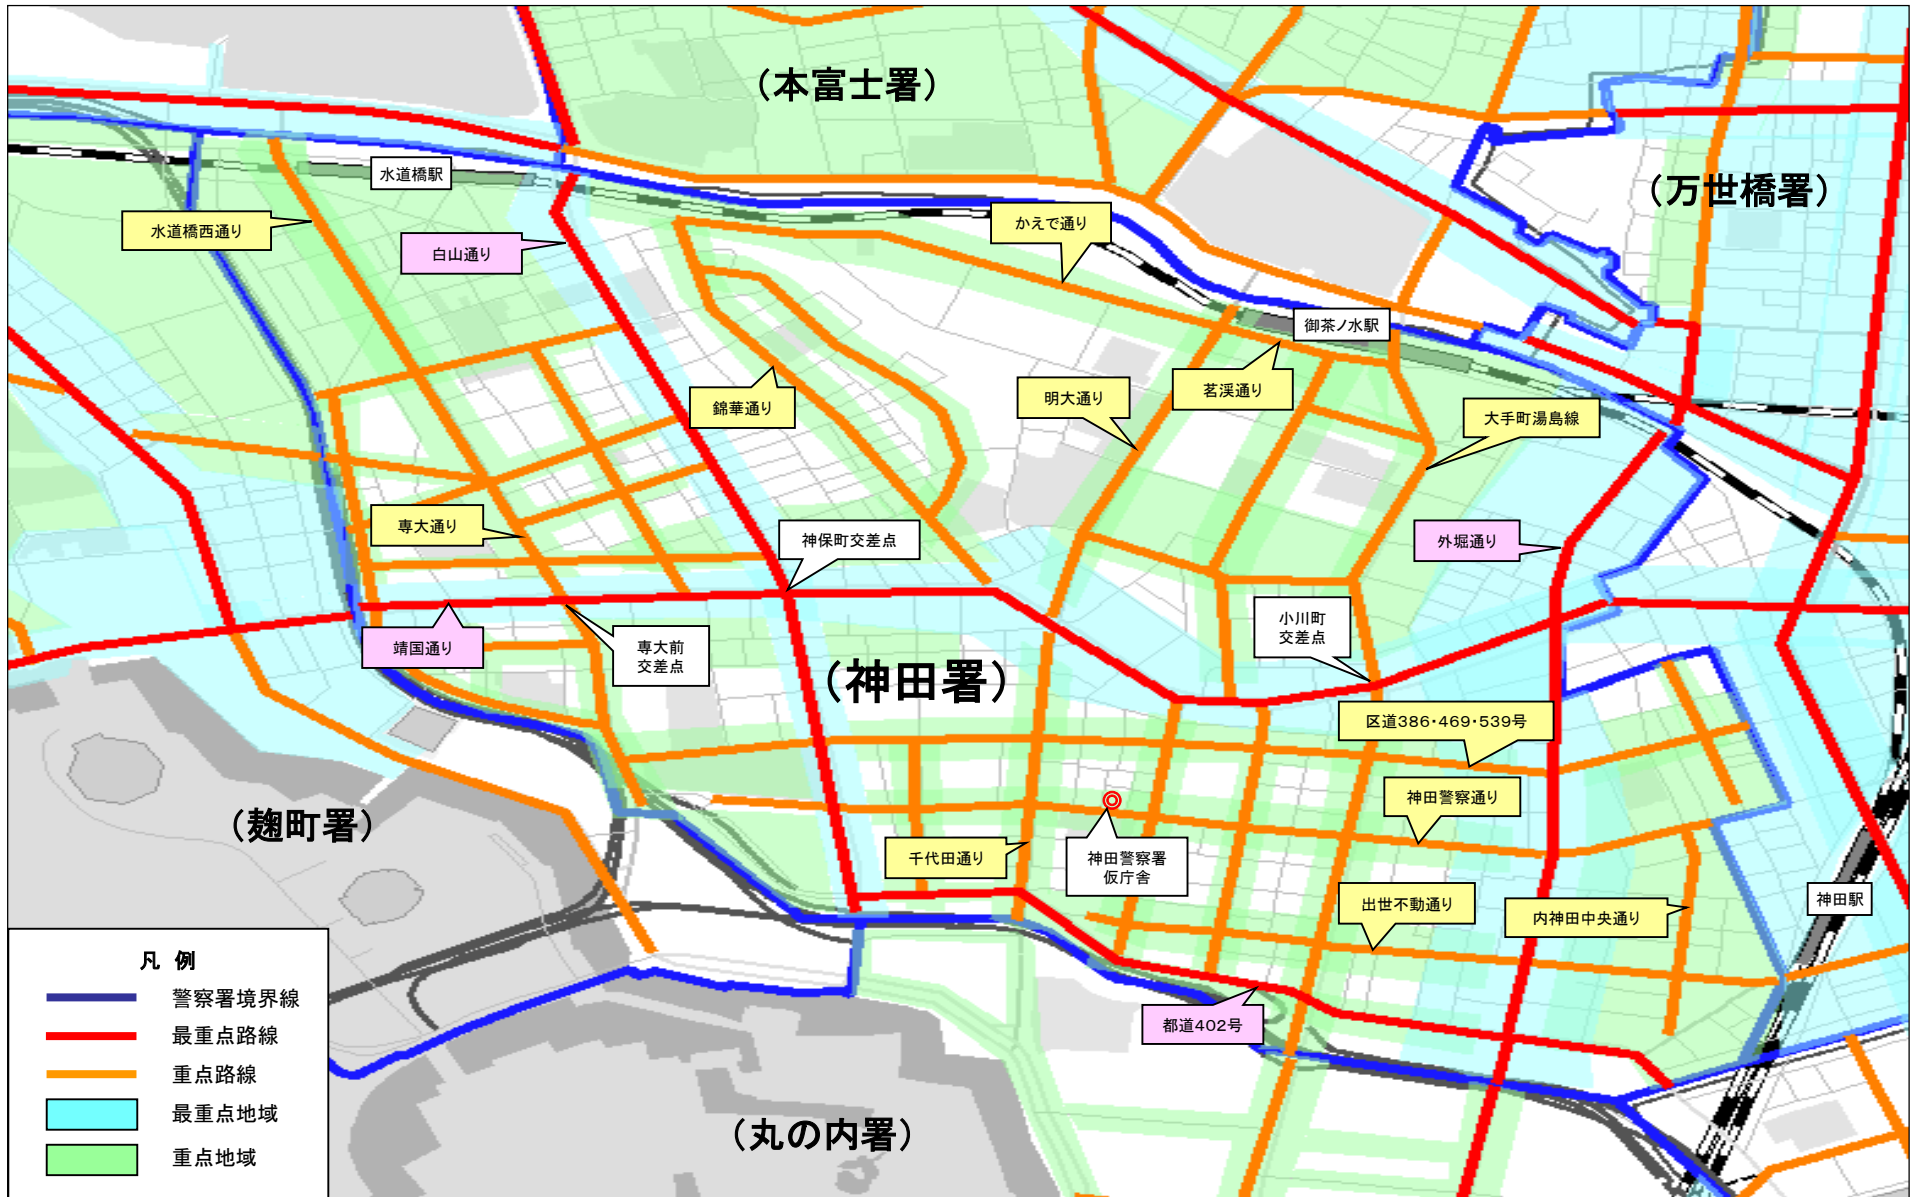 (本富士署)
(万世橋署)
水道橋駅
水道橋西通り
白山通り
かえで通り
御茶ノ水駅
錦華通り
明大通り
茗渓通り
大手町湯島線
専大通り
神保町交差点
外堀通り
靖国通り
専大前
交差点
小川町
交差点
(神田署)
区道386・469・539号
神田警察通り
(麹町署)
千代田通り
神田警察署
仮庁舎
出世不動通り
内神田中央通り
神田駅
都道402号
(丸の内署)
凡 例
警察署境界線
最重点路線
重点路線
最重点地域
重点地域